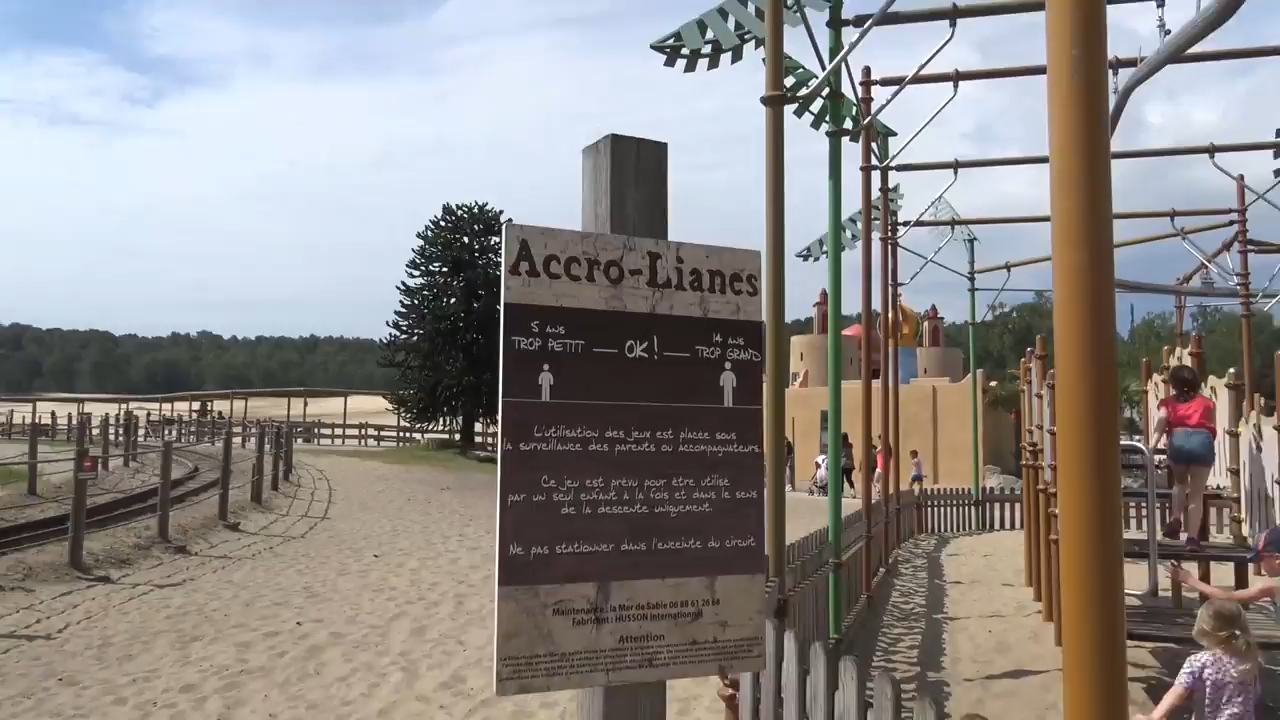 Accro-Lianes
5 ans
TROP PETIT — OK! — 14 ans
TROP GRAND
L'utilisation des jeux est placée sous
la surveillance des parents ou accompagnateurs.
Ce jeu est prévu pour être utilisé
par un seul enfant à la fois et dans le sens
de la descente uniquement.
Ne pas stationner dans l'enceinte du circuit
Maintenance : la Mer de Sable 06 88 61 26 68
Fabricant : HUSSON International
Attention